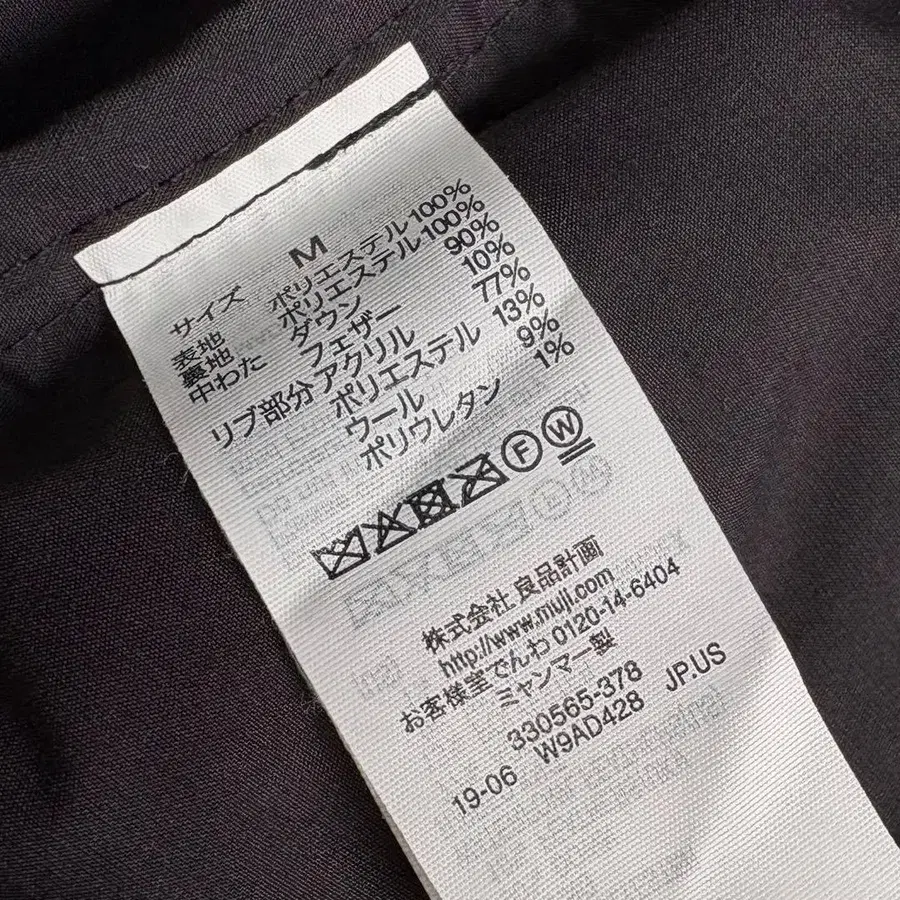 サイズ M
表地 ポリエステル100%
裏地 ポリエステル100%
中わた ダウン 90%
フェザー 10%
リブ部分 アクリル 77%
ポリエステル 13%
ウール 9%
ポリウレタン 1%
F W
株式会社 良品計画
http://www.muji.com
お客様室でんわ 0120-14-6404
ミャンマー製
330565-378
19-06 W9AD428 JP.US